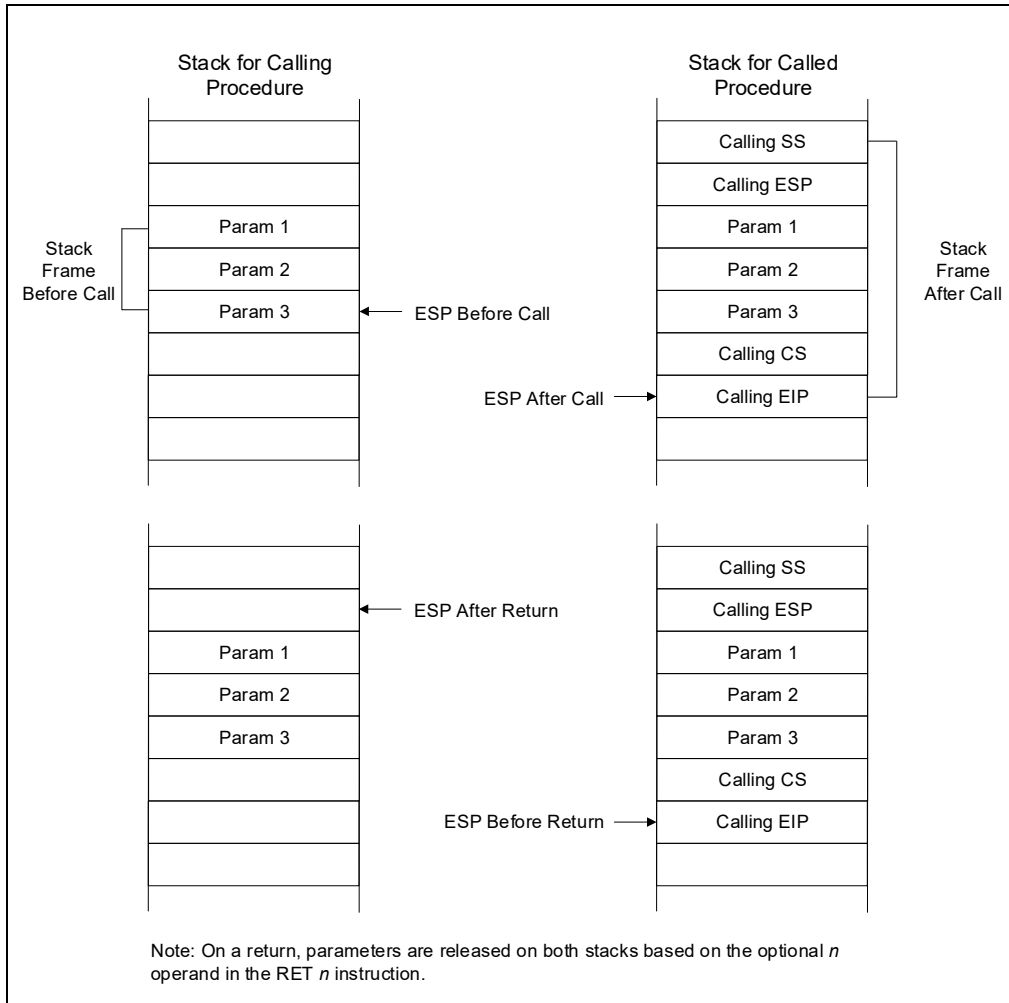 Stack for Calling
Procedure
Stack for Called
Procedure
Calling SS
Calling ESP
Param 1
Param 1
Stack
Frame
Before Call
Param 2
Param 2
Stack
Frame
After Call
Param 3
ESP Before Call
Param 3
Calling CS
ESP After Call
Calling EIP
Calling SS
ESP After Return
Calling ESP
Param 1
Param 1
Param 2
Param 2
Param 3
Param 3
Calling CS
ESP Before Return
Calling EIP
Note: On a return, parameters are released on both stacks based on the optional n
operand in the RET n instruction.